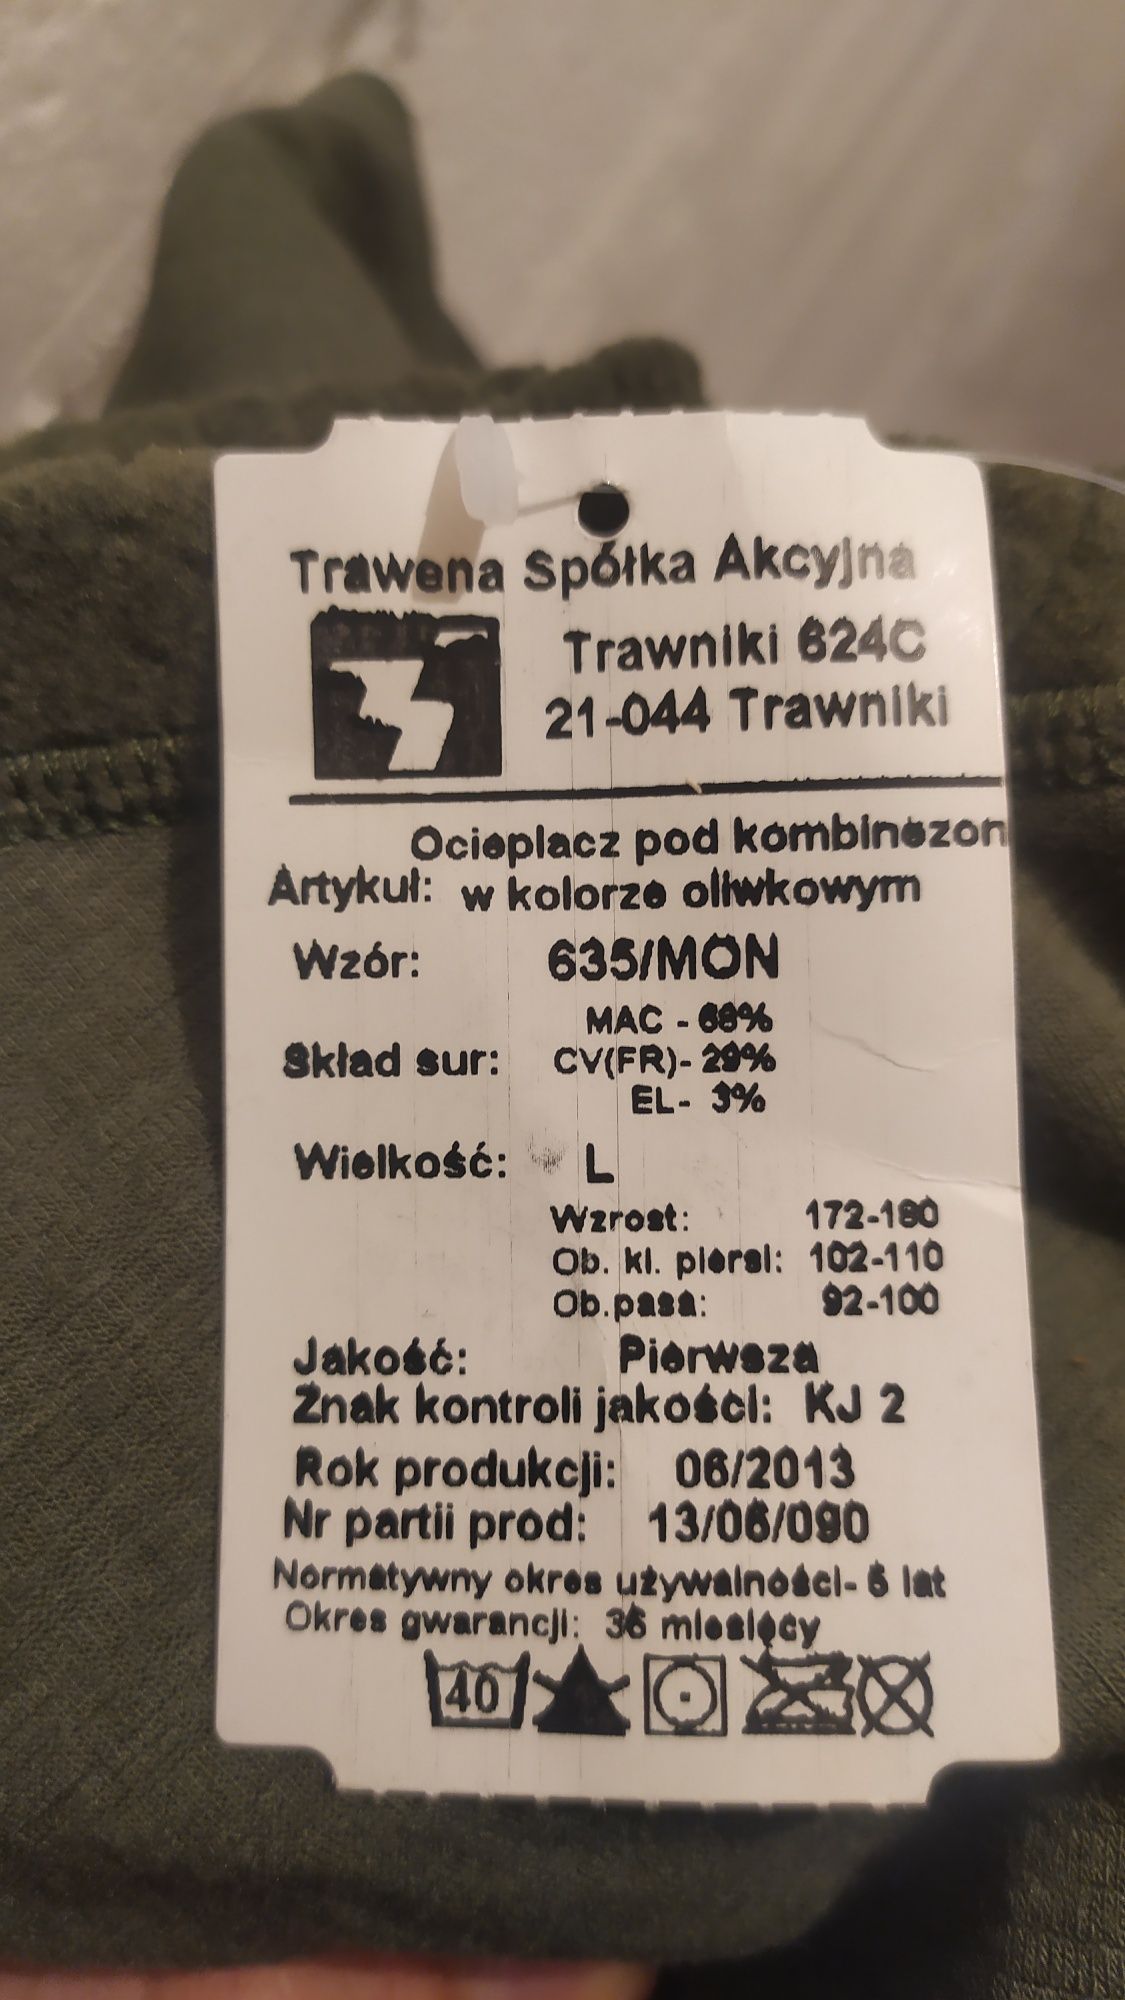 Trawena Spółka Akcyjna
Trawniki 624C
21-044 Trawniki
Ocieplacz pod kombinezon
Artykuł: w kolorze oliwkowym
Wzór: 635/MON
MAC - 68%
Skład sur: CV(FR)- 29%
EL- 3%
Wielkość: L
Wzrost: 172-180
Ob. kl. piersi: 102-110
Ob.pasa: 92-100
Jakość: Pierwsza
Znak kontroli jakości: KJ 2
Rok produkcji: 06/2013
Nr partii prod: 13/06/090
Normatywny okres używalności- 5 lat
Okres gwarancji: 36 miesięcy
40